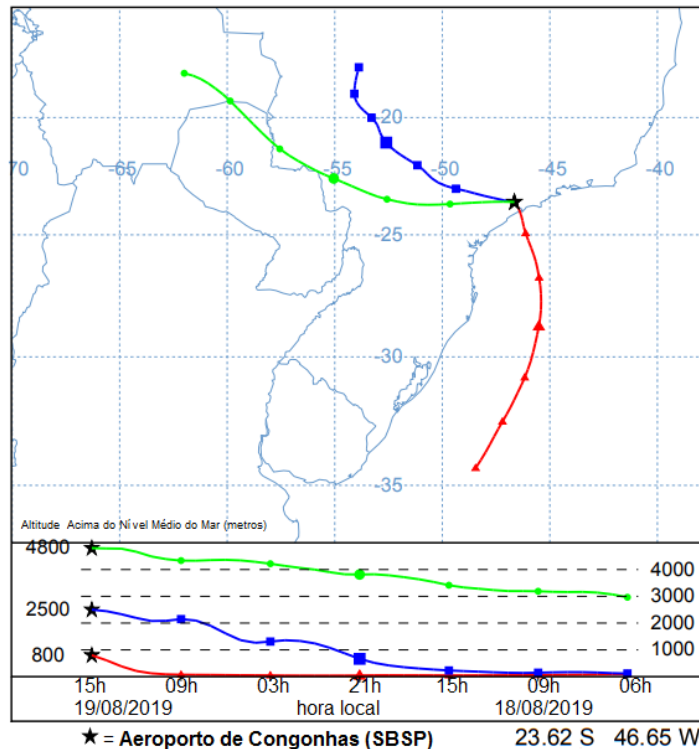 -20
-70 -65 -60 -55 -50 -45 -40
-25
-30
-35
Altitude Acima do Nível Médio do Mar (metros)
4800 4000
3000
2500 2000
800 1000
15h 09h 03h 21h 15h 09h 06h
19/08/2019 hora local 18/08/2019
★ = Aeroporto de Congonhas (SBSP) 23.62 S 46.65 W